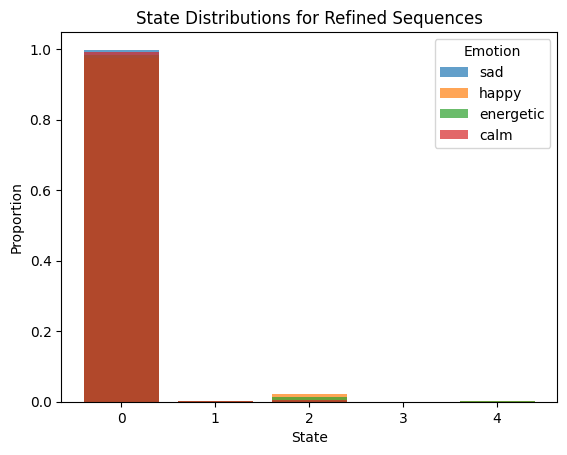 State Distributions for Refined Sequences
Emotion
sad
happy
energetic
calm
Proportion
1.0
0.8
0.6
0.4
0.2
0.0
0 1 2 3 4
State